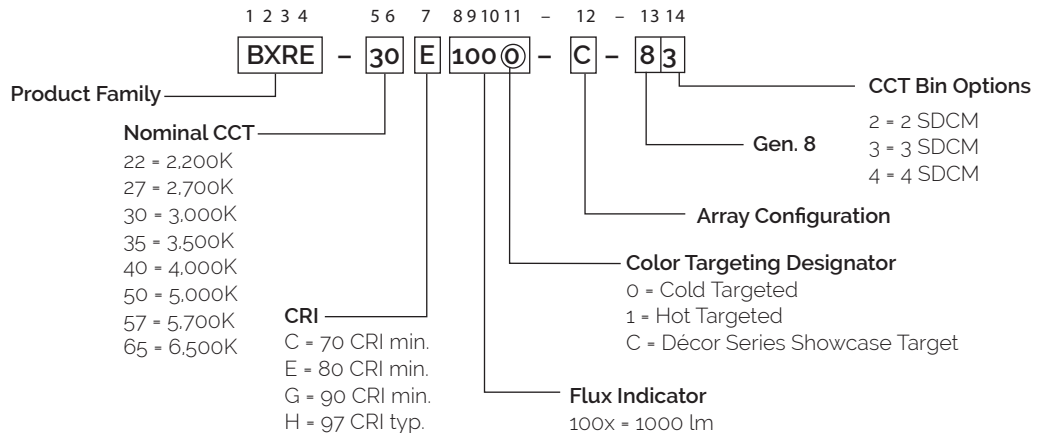 1 2 3 4 5 6 7 8 9 10 11 – 12 – 13 14
BXRE – 30 E 100 0 – C – 8 3
Product Family
Nominal CCT
22 = 2,200K
27 = 2,700K
30 = 3,000K
35 = 3,500K
40 = 4,000K
50 = 5,000K
57 = 5,700K
65 = 6,500K
CRI
C = 70 CRI min.
E = 80 CRI min.
G = 90 CRI min.
H = 97 CRI typ.
Flux Indicator
100x = 1000 lm
Color Targeting Designator
0 = Cold Targeted
1 = Hot Targeted
C = Décor Series Showcase Target
Array Configuration
Gen. 8
CCT Bin Options
2 = 2 SDCM
3 = 3 SDCM
4 = 4 SDCM